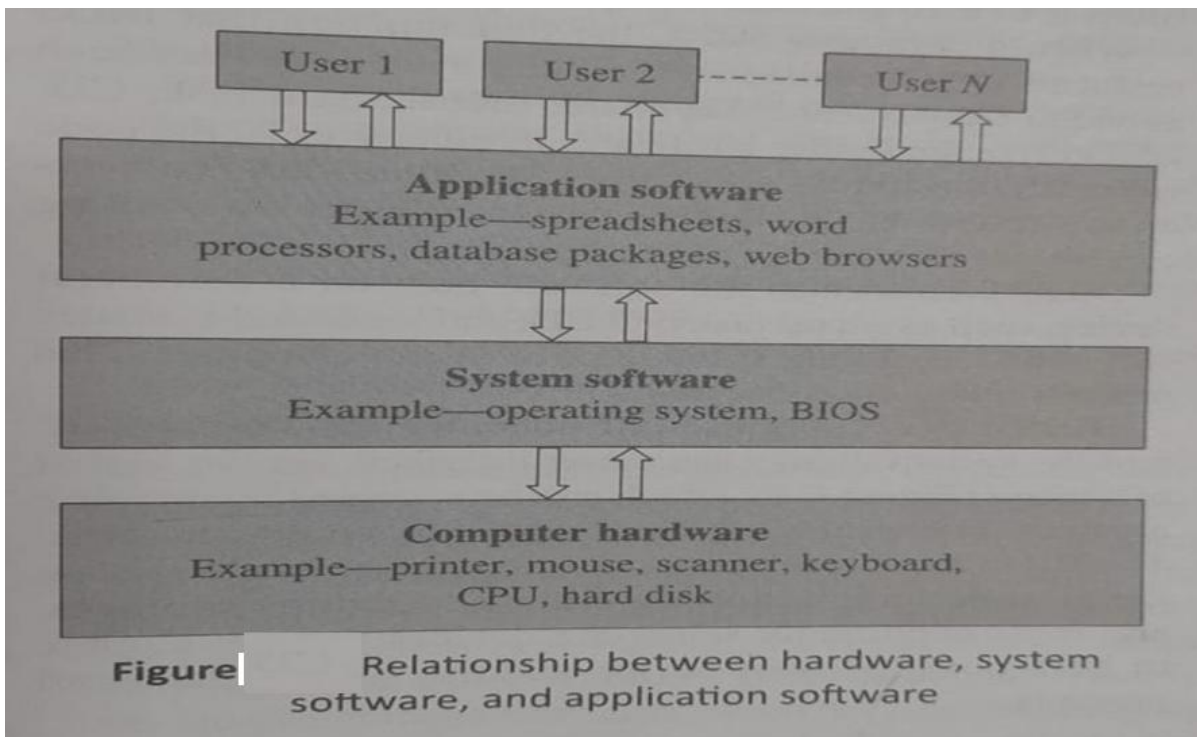 User 1
User 2
User N
Application software
Example—spreadsheets, word
processors, database packages, web browsers
System software
Example—operating system, BIOS
Computer hardware
Example—printer, mouse, scanner, keyboard,
CPU, hard disk
Figure Relationship between hardware, system
software, and application software